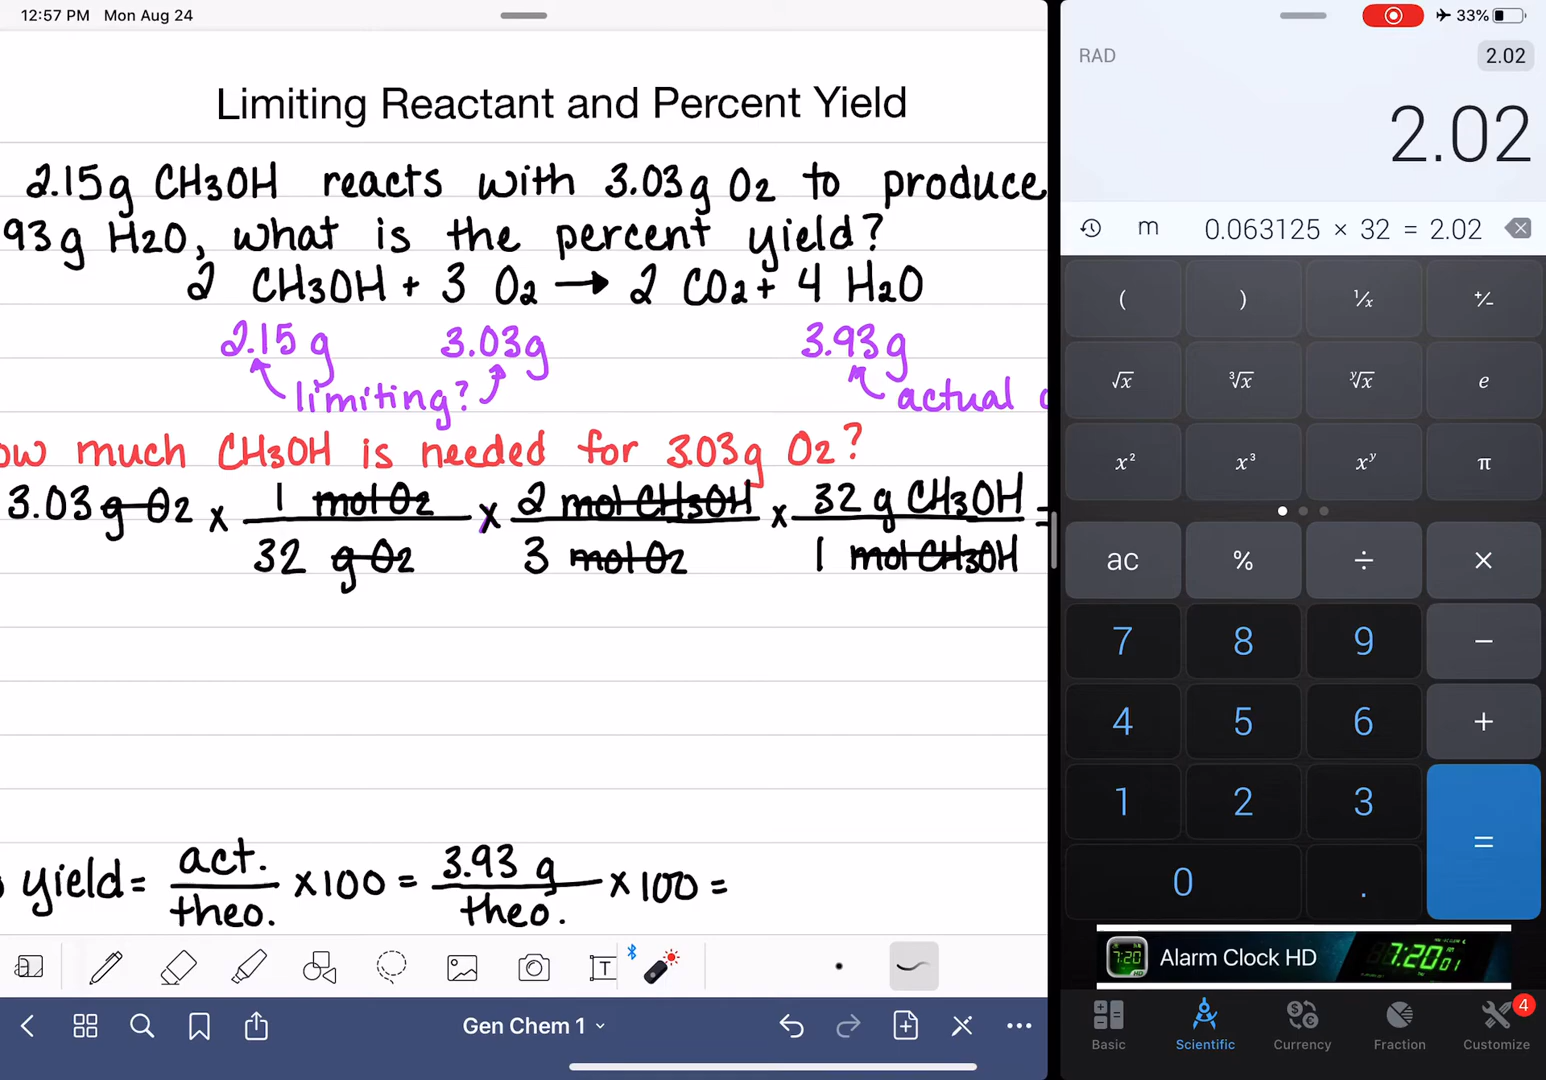 12:57 PM Mon Aug 24
Limiting Reactant and Percent Yield
2.15g CH3OH reacts with 3.03g O2 to produce
93g H2O, what is the percent yield?
2 CH3OH + 3 O2 → 2 CO2 + 4 H2O
2.15 g 3.03g 3.93g
limiting? actual
ow much CH3OH is needed for 3.03g O2?
3.03 g O2 × 1 mol O2 / 32 g O2 × 2 mol CH3OH / 3 mol O2 × 32 g CH3OH / 1 mol CH3OH =
yield = act. / theo. × 100 = 3.93 g / theo. × 100 =
T
Gen Chem 1
33%
RAD 2.02
2.02
m 0.063125 × 32 = 2.02
( ) 1/x +/−
√x ∛x y√x e
x² x³ xʸ π
ac % ÷ ×
7 8 9 −
4 5 6 +
1 2 3 =
0 .
7:20 Alarm Clock HD 7:20 01
4
Basic Scientific Currency Fraction Customize